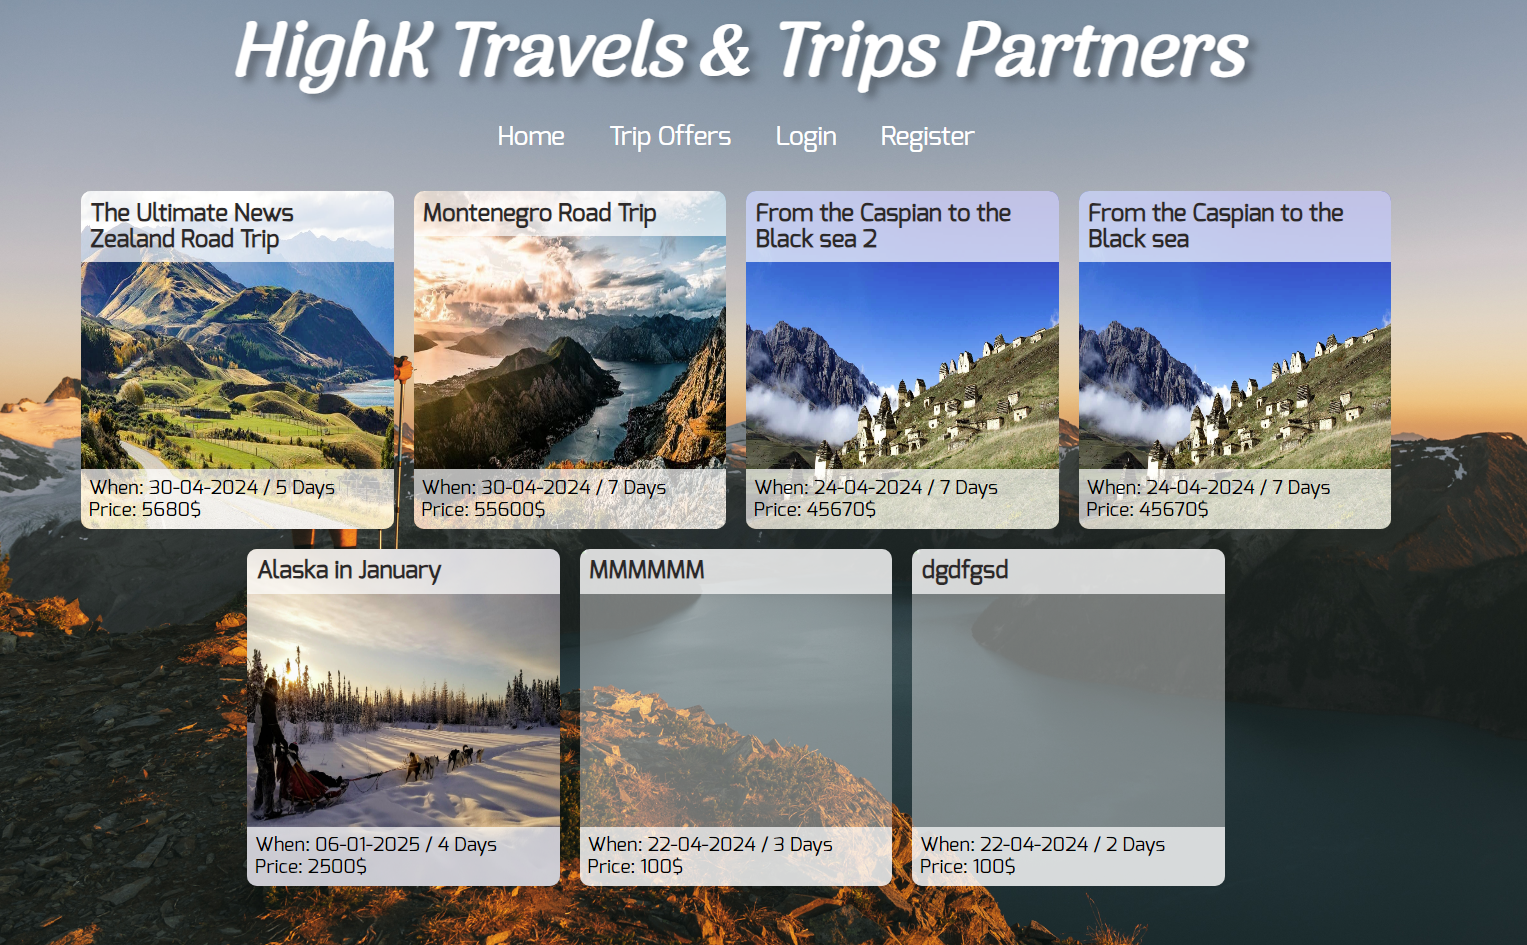 HighK Travels & Trips Partners
Home Trip Offers Login Register
The Ultimate News
Zealand Road Trip
When: 30-04-2024 / 5 Days
Price: 5680$
Montenegro Road Trip
When: 30-04-2024 / 7 Days
Price: 55600$
From the Caspian to the
Black sea 2
When: 24-04-2024 / 7 Days
Price: 45670$
From the Caspian to the
Black sea
When: 24-04-2024 / 7 Days
Price: 45670$
Alaska in January
When: 06-01-2025 / 4 Days
Price: 2500$
MMMMMM
When: 22-04-2024 / 3 Days
Price: 100$
dgdfgsd
When: 22-04-2024 / 2 Days
Price: 100$